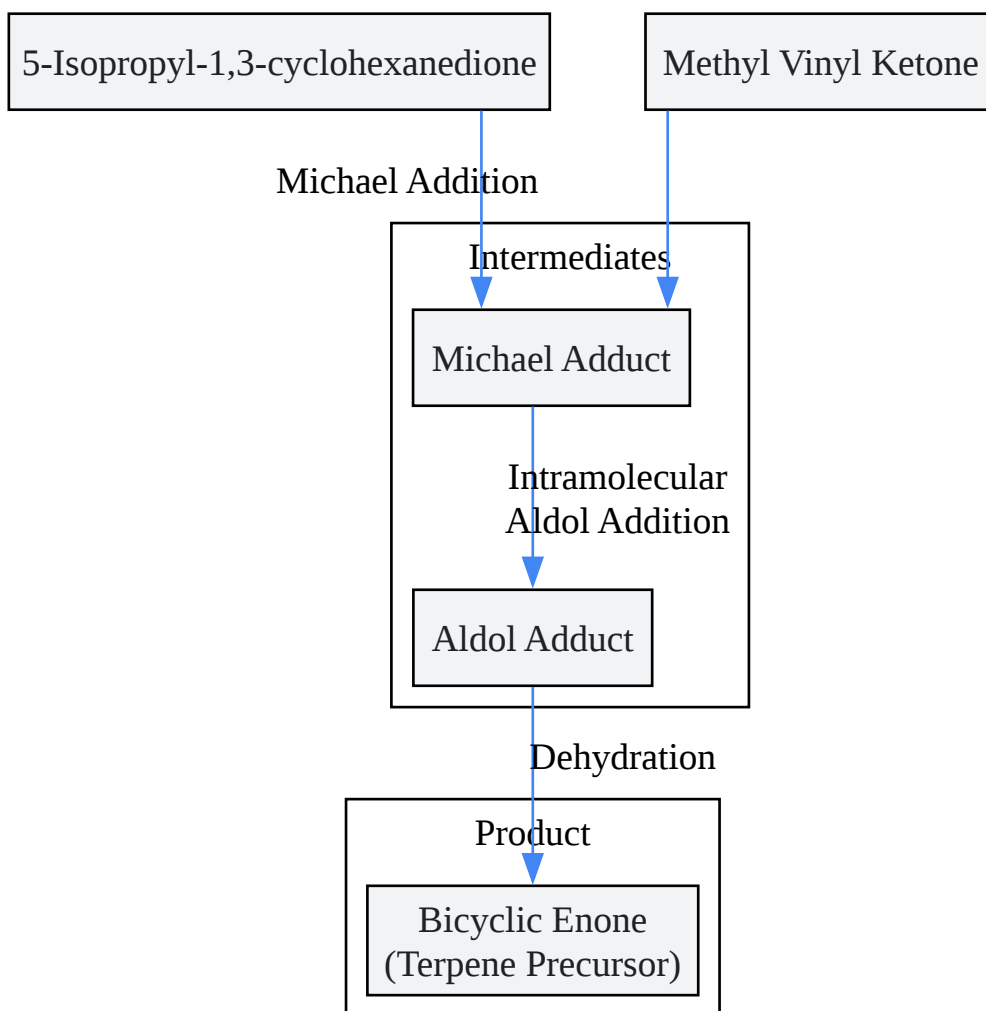 5-Isopropyl-1,3-cyclohexanedione
Methyl Vinyl Ketone
Michael Addition
Intermediates
Michael Adduct
Intramolecular
Aldol Addition
Aldol Adduct
Dehydration
Product
Bicyclic Enone
(Terpene Precursor)